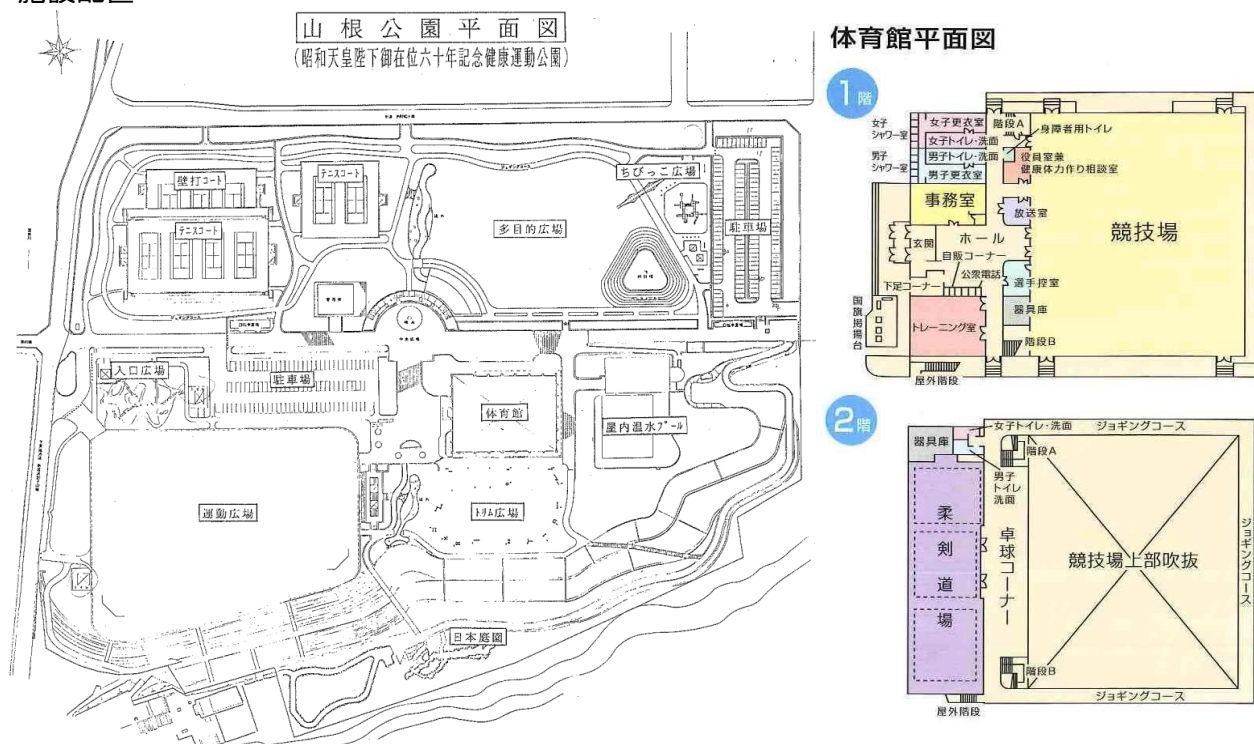 山根公園平面図
(昭和天皇陛下御在位六十年記念健康運動公園)
壁打コート
テニスコート
テニスコート
多目的広場
ちびっこ広場
駐車場
入口広場
駐車場
体育館
屋内温水プール
運動広場
トリム広場
日本庭園
体育館平面図
1階
女子
シャワー室
男子
シャワー室
女子更衣室
女子トイレ・洗面
男子トイレ・洗面
男子更衣室
階段A
身障者用トイレ
役員室兼
健康体力作り相談室
事務室
放送室
競技場
玄関
ホール
自販コーナー
公衆電話
下足コーナー
選手控室
器具庫
国旗掲揚台
トレーニング室
階段B
屋外階段
2階
器具庫
女子トイレ・洗面
ジョギングコース
階段A
男子
トイレ
洗面
柔剣道場
卓球コーナー
競技場上部吹抜
ジョギングコース
階段B
ジョギングコース
屋外階段